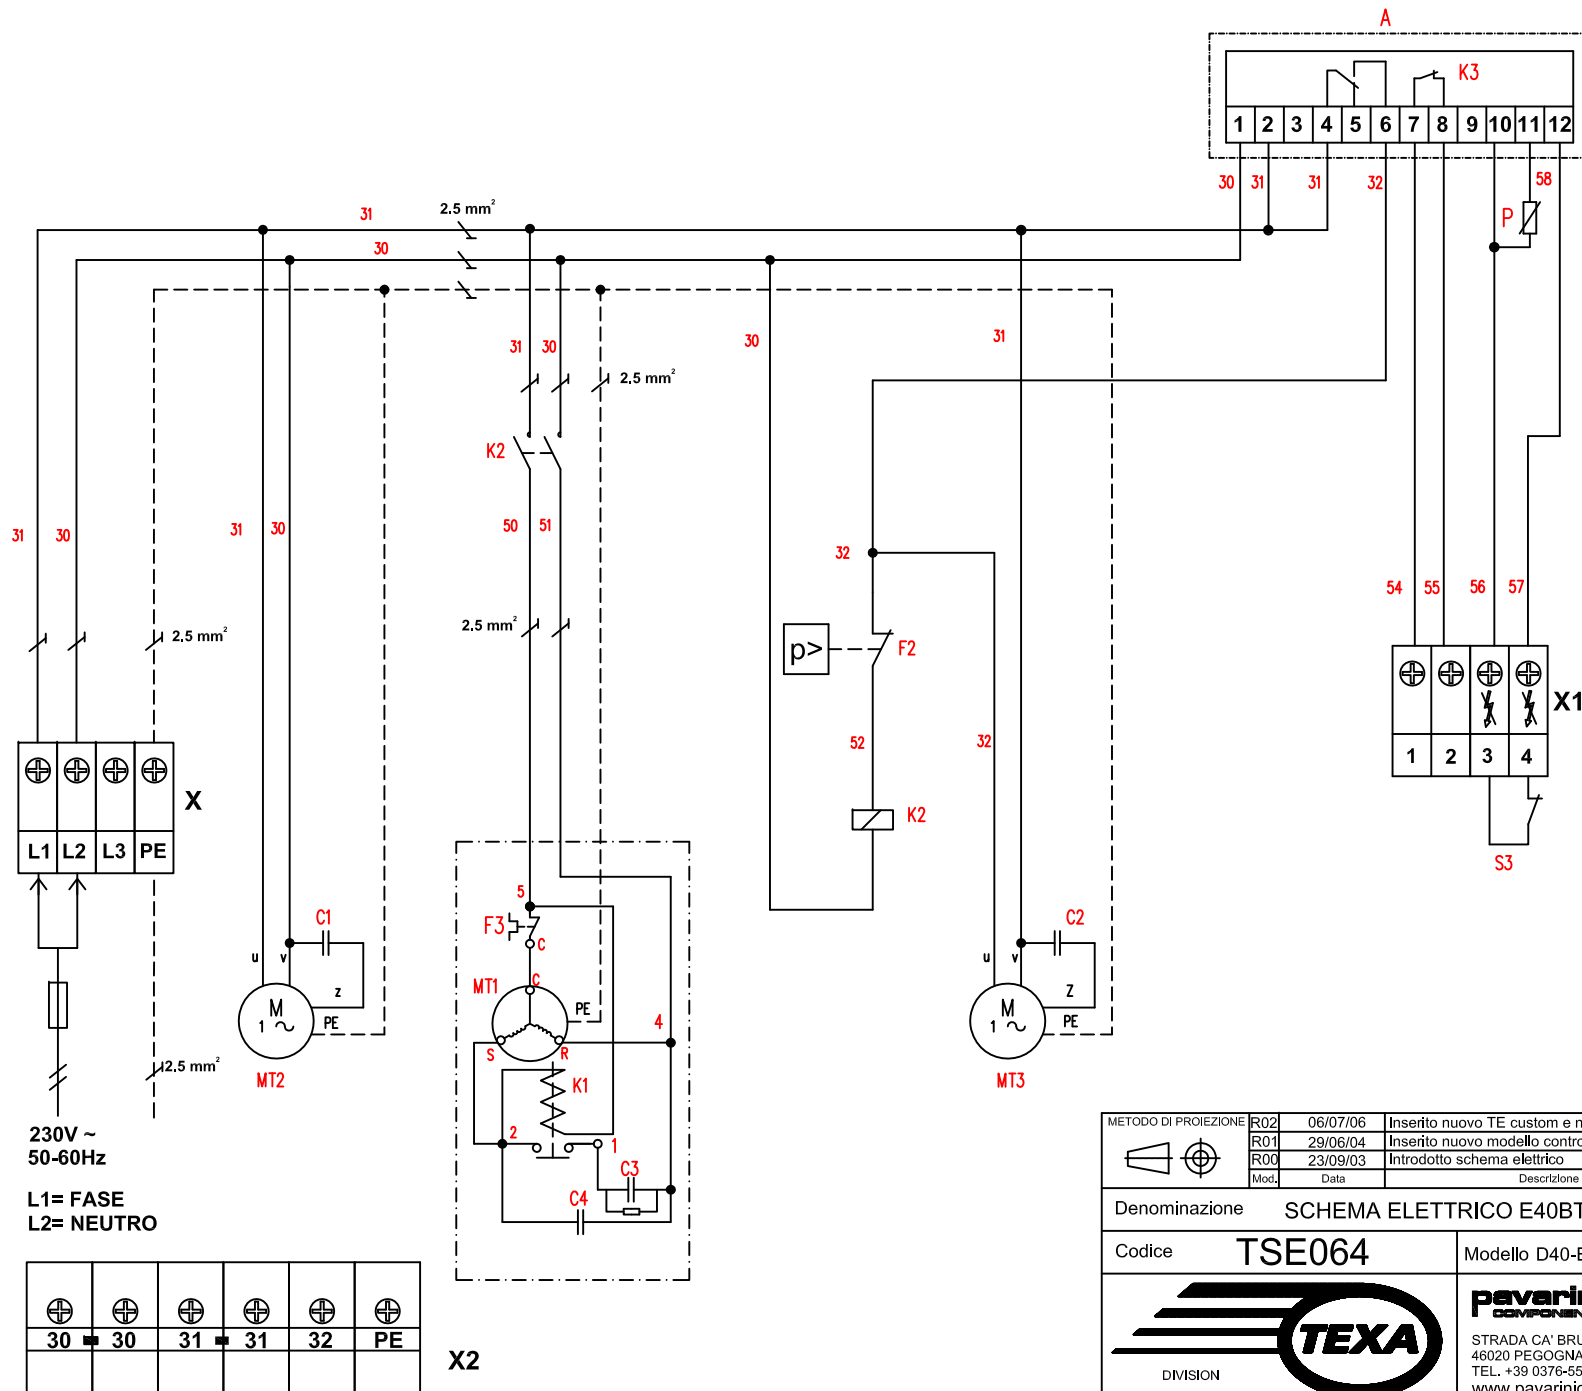 A
K3
1 2 3 4 5 6 7 8 9 10 11 12
30 31 31 32 58
P
31 2.5 mm²
30
31 30 2.5 mm²
30 31
K2
31 30 31 30 50 51
32
2.5 mm² 2.5 mm²
p> F2
54 55 56 57
X1
1 2 3 4
S3
52 32
K2
X
L1 L2 L3 PE
5
F3
C
C1 C2
u v u v
MT1 C
z Z
M M
1 ~ 1 ~
PE PE PE
4
S R
MT2 MT3
K1
2.5 mm²
2 1
C3
C4
230V ~
50-60Hz
L1= FASE
L2= NEUTRO
30 30 31 31 32 PE
X2
METODO DI PROIEZIONE
R02 06/07/06 Inserito nuovo TE custom e n
R01 29/06/04 Inserito nuovo modello contro
R00 23/09/03 Introdotto schema elettrico
Mod. Data Descrizione
Denominazione SCHEMA ELETTRICO E40BT
Codice TSE064 Modello D40-E
TEXA
DIVISION
pavarin
COMPONEN
STRADA CA' BRU
46020 PEGOGNA
TEL. +39 0376-55
www.pavarinic